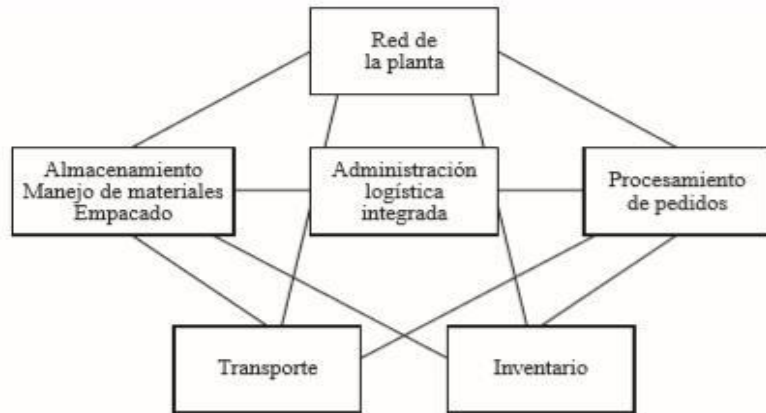 Red de
la planta
Almacenamiento
Manejo de materiales
Empacado
Administración
logística
integrada
Procesamiento
de pedidos
Transporte
Inventario